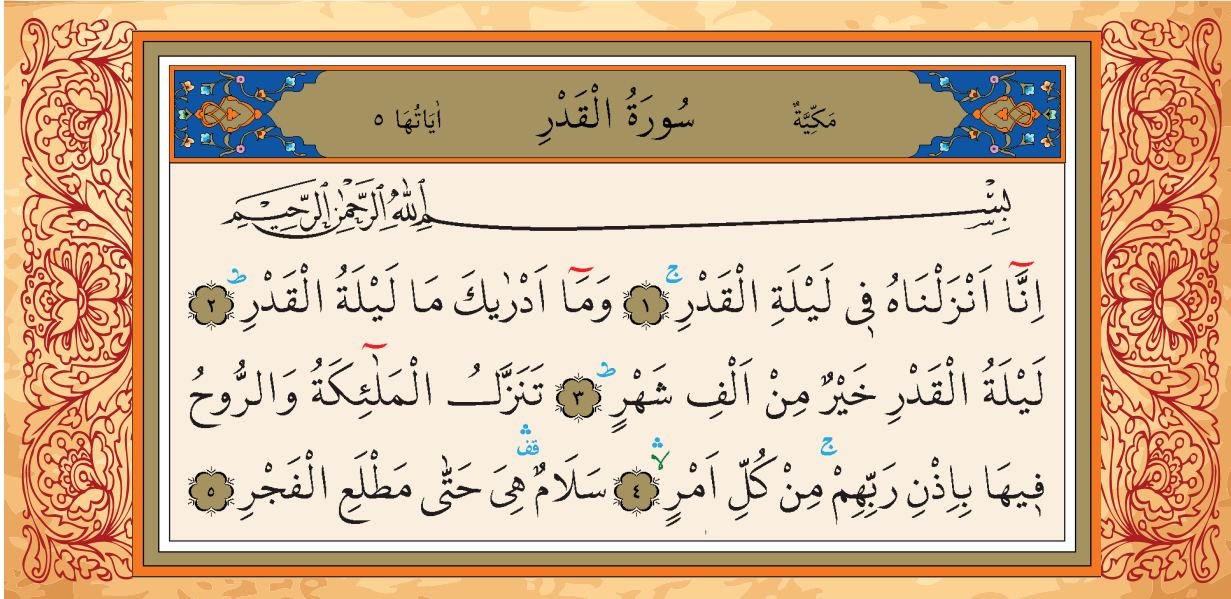 مَكِّيَّةٌ سُورَةُ الْقَدْرِ اٰيَاتُهَا ٥
بِسْمِ اللّٰهِ الرَّحْمٰنِ الرَّحِيمِ
اِنَّٓا اَنْزَلْنَاهُ فٖي لَيْلَةِ الْقَدْرِۚ ﴿١﴾ وَمَٓا اَدْرٰيكَ مَا لَيْلَةُ الْقَدْرِۜ ﴿٢﴾
لَيْلَةُ الْقَدْرِ خَيْرٌ مِنْ اَلْفِ شَهْرٍۜ ﴿٣﴾ تَنَزَّلُ الْمَلٰٓئِكَةُ وَالرُّوحُ
فٖيهَا بِاِذْنِ رَبِّهِمْۚ مِنْ كُلِّ اَمْرٍۙۛ ﴿٤﴾ سَلَامٌ۠ۛ هِيَ حَتّٰى مَطْلَعِ الْفَجْرِ ﴿٥﴾